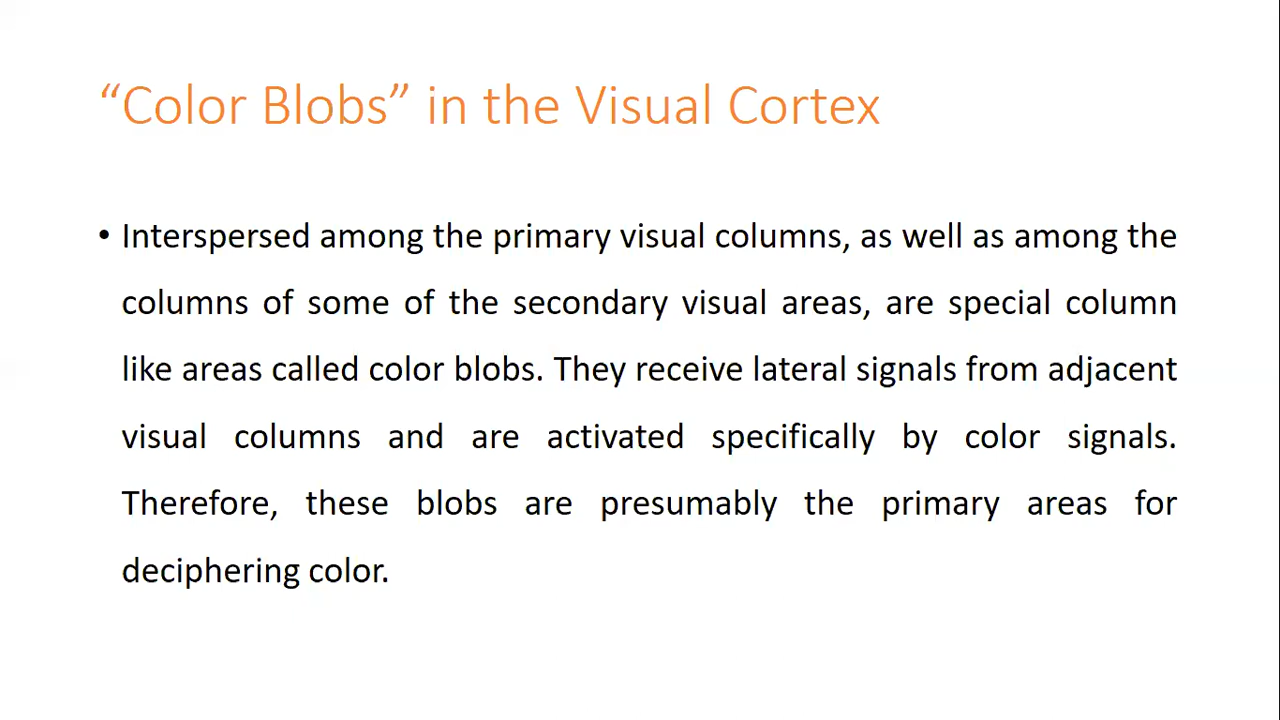 “Color Blobs” in the Visual Cortex
• Interspersed among the primary visual columns, as well as among the
columns of some of the secondary visual areas, are special column
like areas called color blobs. They receive lateral signals from adjacent
visual columns and are activated specifically by color signals.
Therefore, these blobs are presumably the primary areas for
deciphering color.